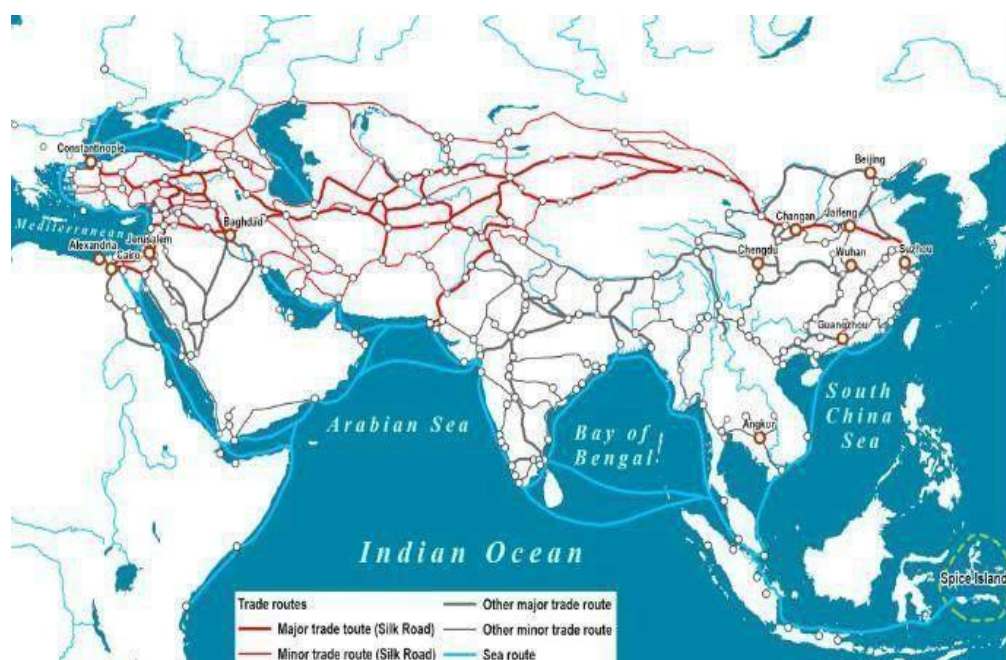 Constantinople
Beijing
Mediterranean
Baghdad
Jerusalem
Alexandria
Cairo
Changan
Jaifeng
Chengdu
Wuhan
Suzhou
Guangzhou
Arabian Sea
Bay of
Bengal
South
China
Sea
Angkur
Indian Ocean
Spice Island
Trade routes
Major trade toute (Silk Road)
Minor trade route (Silk Road)
Other major trade route
Other minor trade route
Sea route